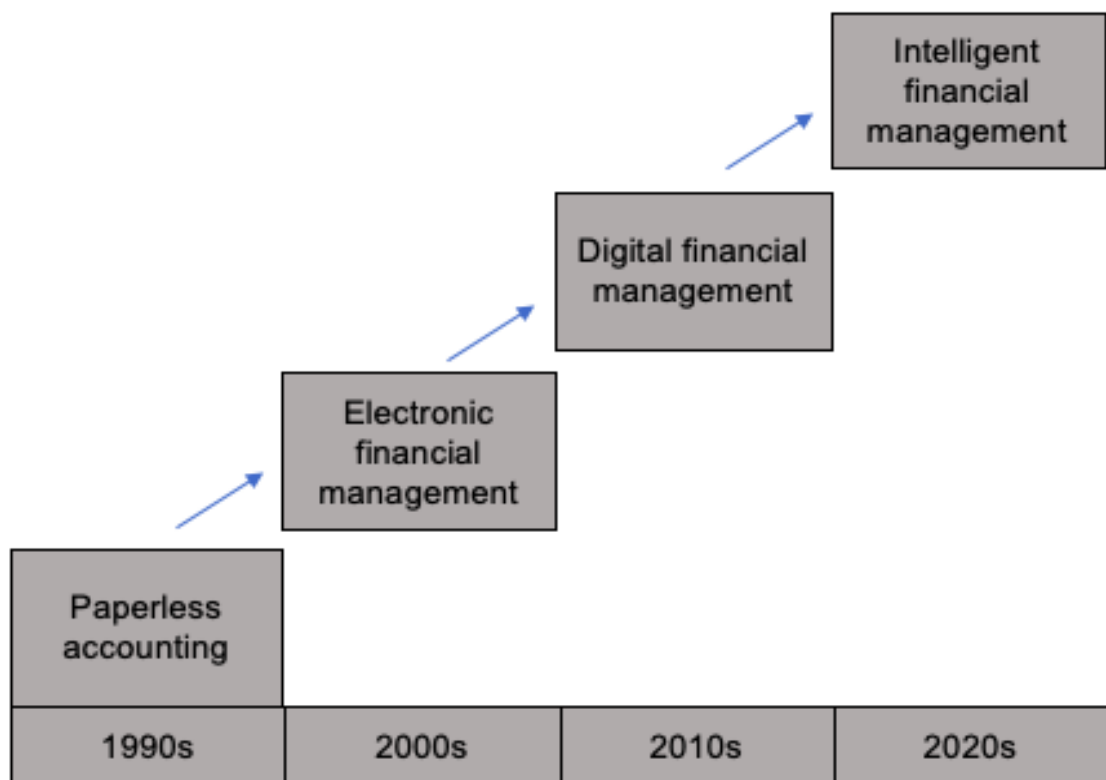 Intelligent
financial
management
Digital financial
management
Electronic
financial
management
Paperless
accounting
1990s
2000s
2010s
2020s